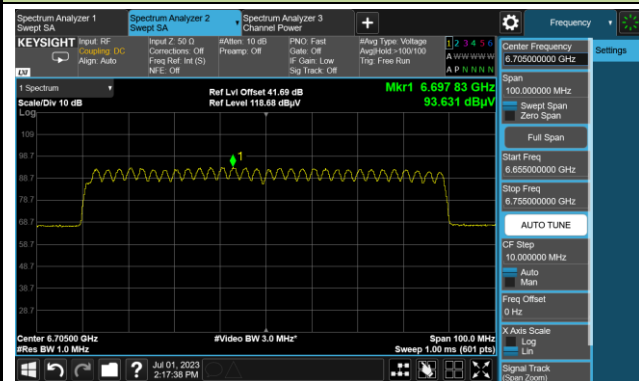 Spectrum Analyzer 1
Swept SA
Spectrum Analyzer 2
Swept SA
Spectrum Analyzer 3
Channel Power
Frequency
KEYSIGHT
Input: RF
Coupling: DC
Align: Auto
Input Z: 50 Ω
Corrections: Off
Freq Ref: Int (S)
NFE: Off
#Atten: 10 dB
Preamp: Off
PNO: Fast
Gate: Off
IF Gain: Low
Sig Track: Off
#Avg Type: Voltage
Avg|Hold:>100/100
Trig: Free Run
1 2 3 4 5 6
A W W W W W
A P N N N N
LXI
1 Spectrum
Scale/Div 10 dB
Log
Ref Lvl Offset 41.69 dB
Ref Level 118.68 dBµV
Mkr1 6.697 83 GHz
93.631 dBµV
1
109
98.7
88.7
78.7
68.7
58.7
48.7
38.7
28.7
Center 6.70500 GHz
#Res BW 1.0 MHz
#Video BW 3.0 MHz*
Span 100.0 MHz
Sweep 1.00 ms (601 pts)
Jul 01, 2023
2:17:38 PM
Center Frequency
6.705000000 GHz
Settings
Span
100.000000 MHz
Swept Span
Zero Span
Full Span
Start Freq
6.655000000 GHz
Stop Freq
6.755000000 GHz
AUTO TUNE
CF Step
10.000000 MHz
Auto
Man
Freq Offset
0 Hz
X Axis Scale
Log
Lin
Signal Track
(Span Zoom)